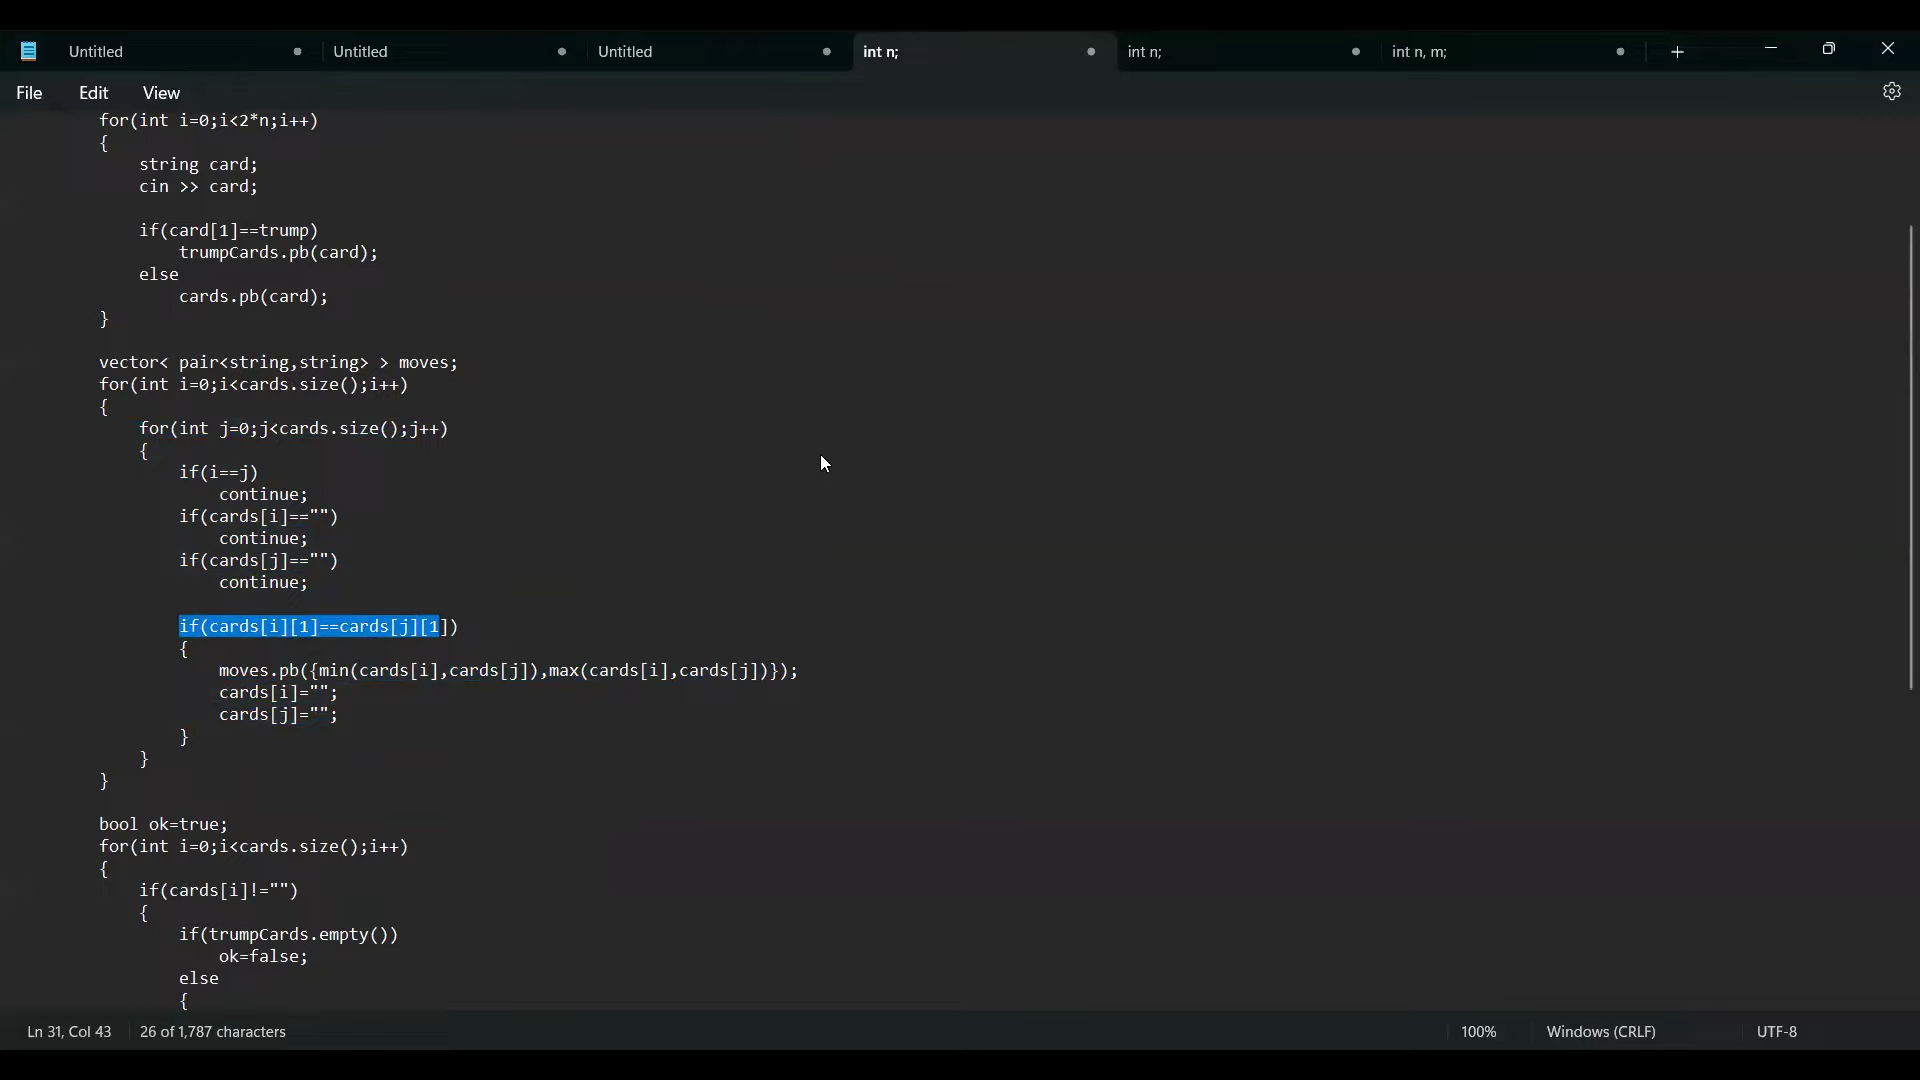 Untitled
Untitled
Untitled
int n;
int n;
int n, m;
File Edit View
for(int i=0;i<2*n;i++)
{
string card;
cin >> card;
if(card[1]==trump)
trumpCards.pb(card);
else
cards.pb(card);
}
vector< pair<string,string> > moves;
for(int i=0;i<cards.size();i++)
{
for(int j=0;j<cards.size();j++)
{
if(i==j)
continue;
if(cards[i]=="")
continue;
if(cards[j]=="")
continue;
if(cards[i][1]==cards[j][1])
{
moves.pb({min(cards[i],cards[j]),max(cards[i],cards[j])});
cards[i]="";
cards[j]="";
}
}
}
bool ok=true;
for(int i=0;i<cards.size();i++)
{
if(cards[i]!="")
{
if(trumpCards.empty())
ok=false;
else
{
Ln 31, Col 43 26 of 1,787 characters 100% Windows (CRLF) UTF-8